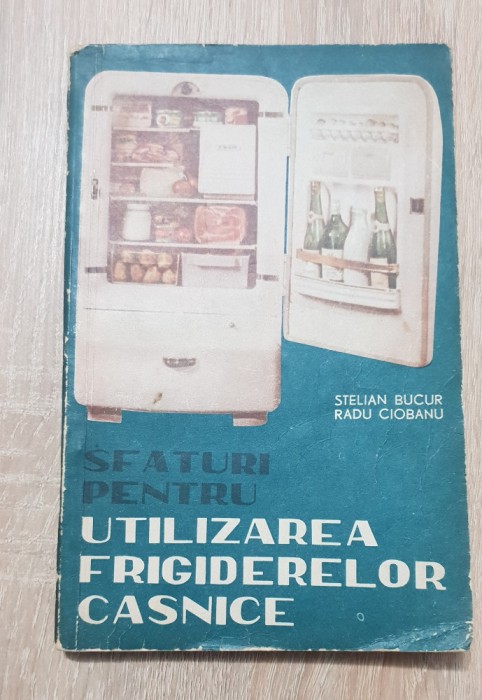 STELIAN BUCUR
RADU CIOBANU
SFATURI
PENTRU
UTILIZAREA
FRIGIDERELOR
CASNICE